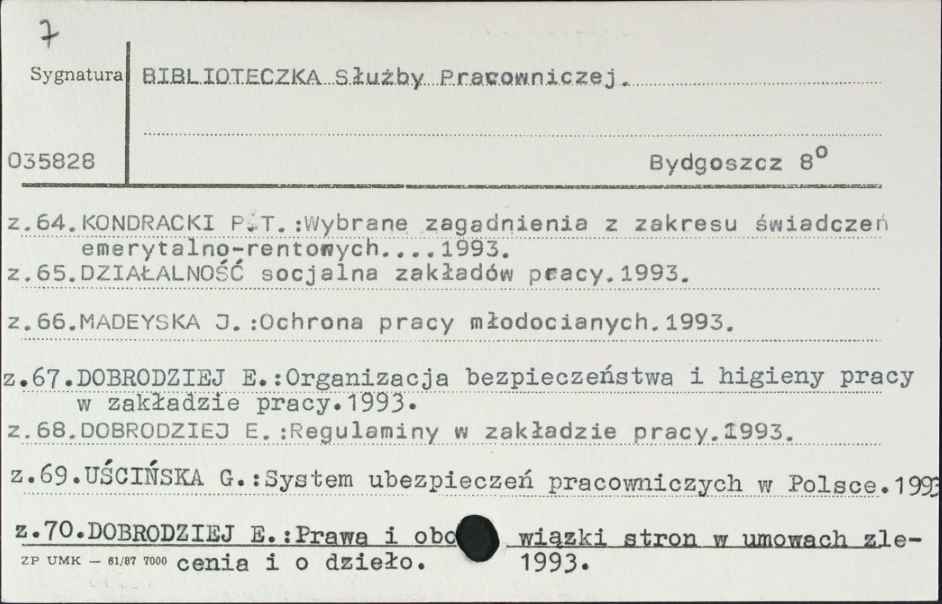 7
Sygnatura
BIBLIOTECZKA Służby Pracowniczej.
035828
Bydgoszcz 8º
z.64.KONDRACKI P.T.:Wybrane zagadnienia z zakresu świadczeń
emerytalno-rentowych....1993.
z.65.DZIAŁALNOŚĆ socjalna zakładów pracy.1993.
z.66.MADEYSKA J.:Ochrona pracy młodocianych.1993.
z.67.DOBRODZIEJ E.:Organizacja bezpieczeństwa i higieny pracy
w zakładzie pracy.1993.
z.68.DOBRODZIEJ E.:Regulaminy w zakładzie pracy.1993.
z.69.UŚCIŃSKA G.:System ubezpieczeń pracowniczych w Polsce.1993
z.70.DOBRODZIEJ E.:Prawa i obo wiązki stron w umowach zle-
ZP UMK — 61/87 7000 cenia i o dzieło. 1993.